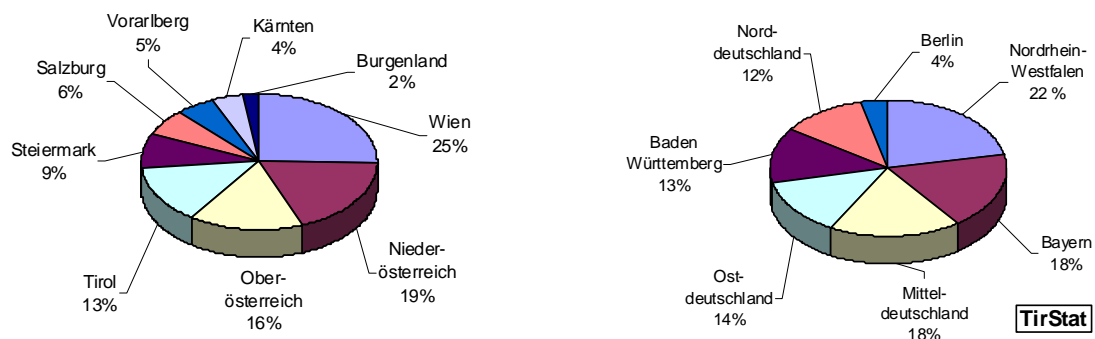 Vorarlberg
5%
Kärnten
4%
Burgenland
2%
Salzburg
6%
Wien
25%
Steiermark
9%
Nieder-
österreich
19%
Tirol
13%
Ober-
österreich
16%
Nord-
deutschland
12%
Berlin
4%
Nordrhein-
Westfalen
22 %
Baden
Württemberg
13%
Bayern
18%
Ost-
deutschland
14%
Mittel-
deutschland
18%
TirStat